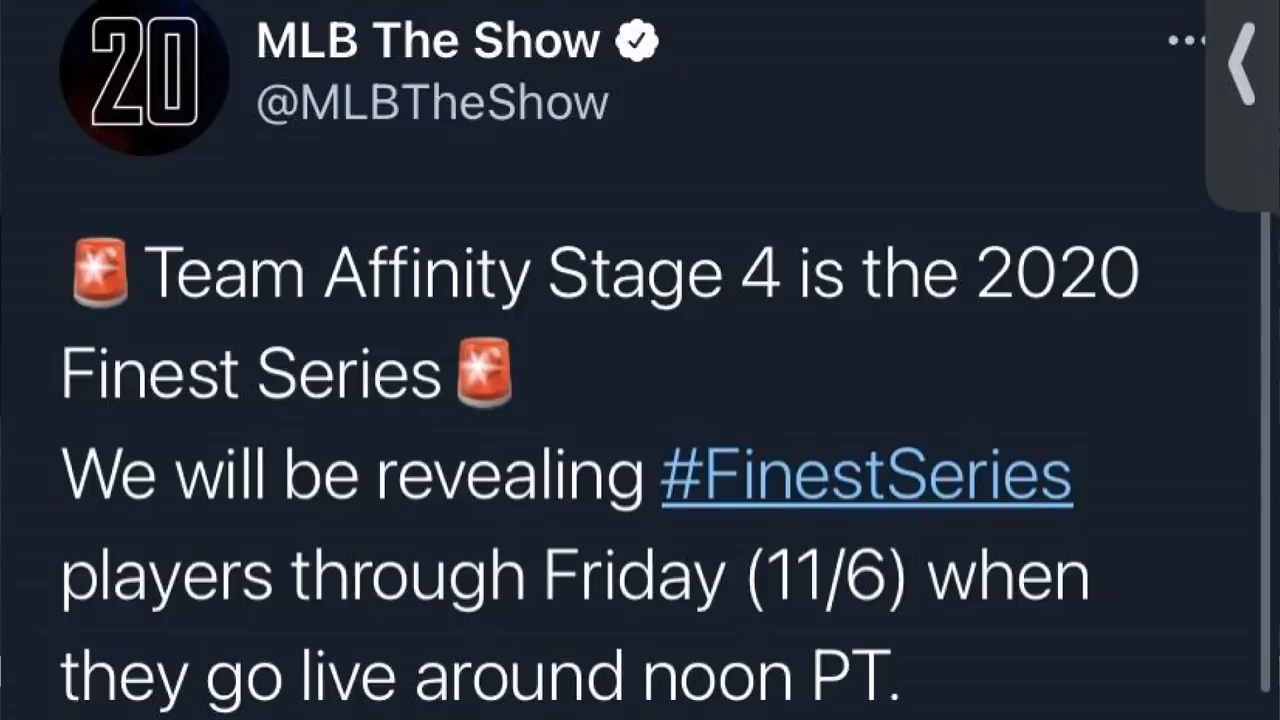 20
MLB The Show
@MLBTheShow
🚨Team Affinity Stage 4 is the 2020
Finest Series🚨
We will be revealing #FinestSeries
players through Friday (11/6) when
they go live around noon PT.